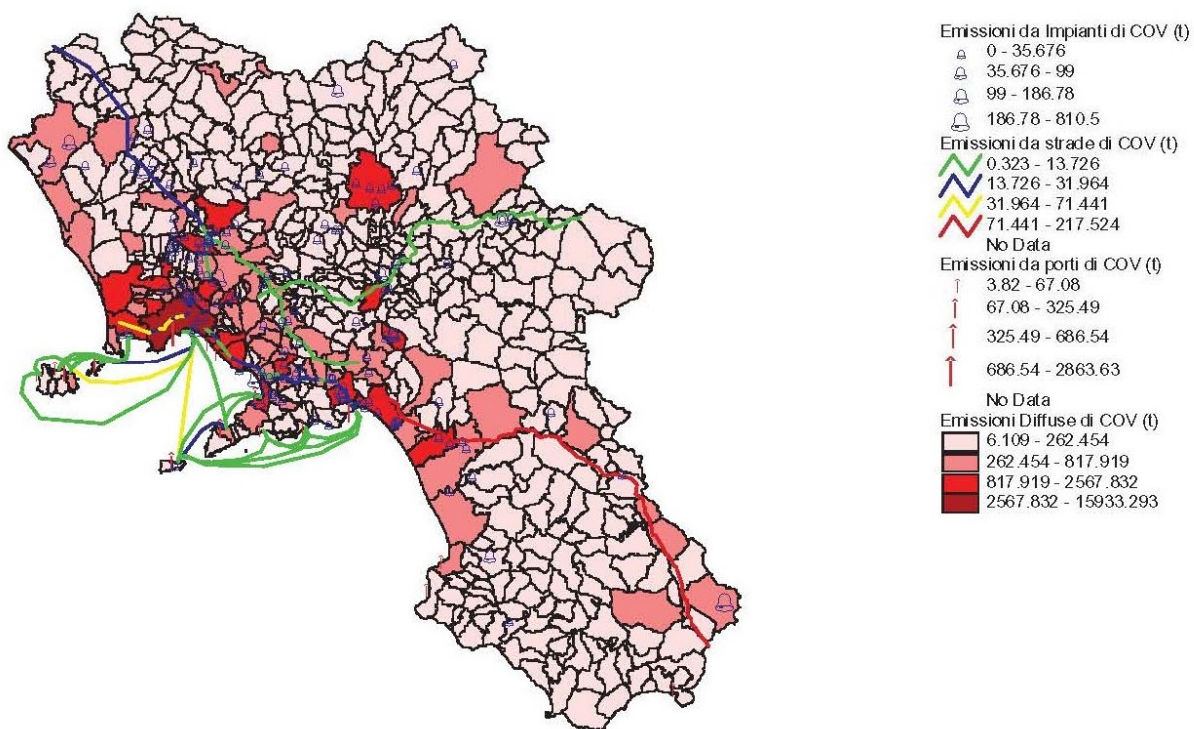 Emissioni da Impianti di COV (t)
0 - 35.676
35.676 - 99
99 - 186.78
186.78 - 810.5
Emissioni da strade di COV (t)
0.323 - 13.726
13.726 - 31.964
31.964 - 71.441
71.441 - 217.524
No Data
Emissioni da porti di COV (t)
3.82 - 67.08
67.08 - 325.49
325.49 - 686.54
686.54 - 2863.63
No Data
Emissioni Diffuse di COV (t)
6.109 - 262.454
262.454 - 817.919
817.919 - 2567.832
2567.832 - 15933.293